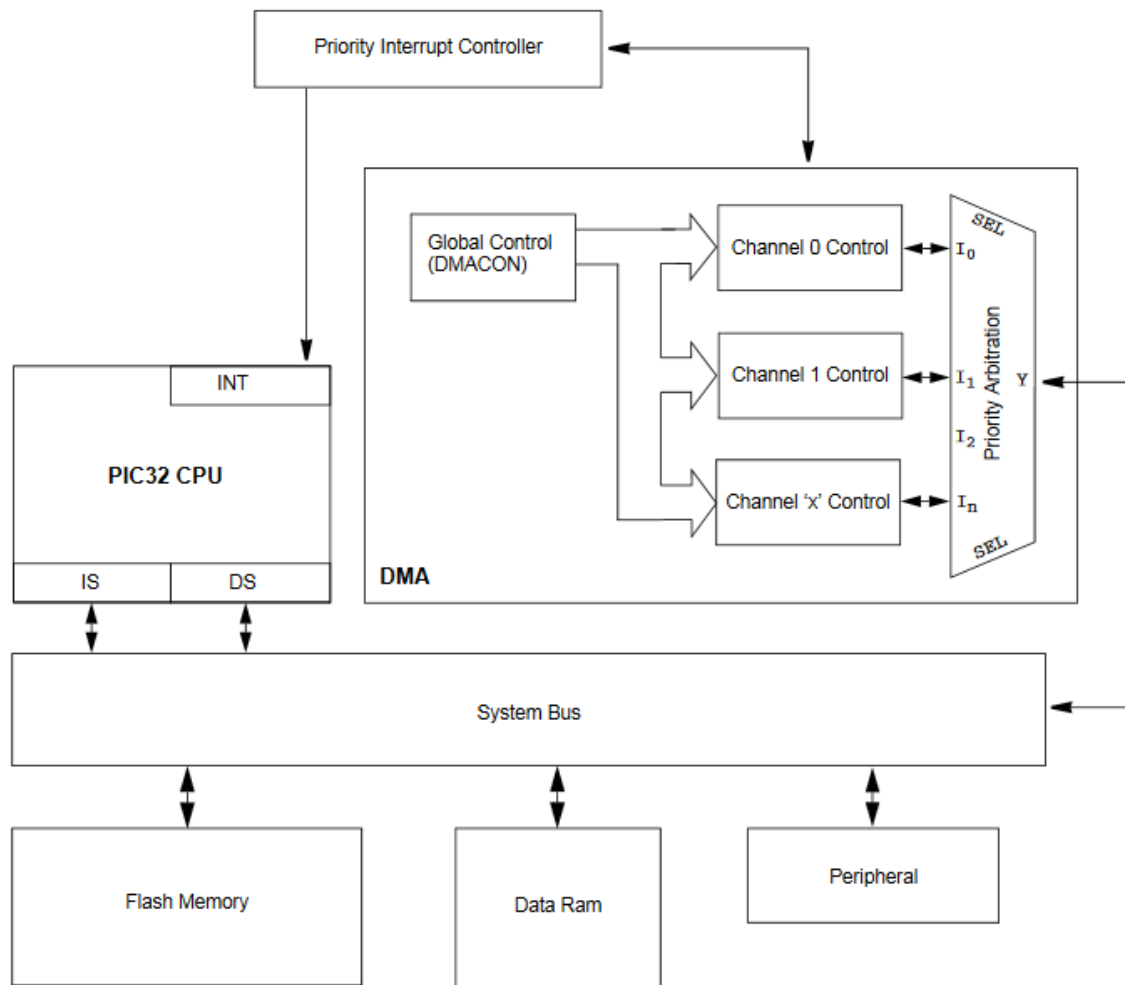 Priority Interrupt Controller
Global Control
(DMACON)
Channel 0 Control
Channel 1 Control
Channel ‘x’ Control
SEL
I0
I1
I2
In
Priority Arbitration
Y
SEL
DMA
INT
PIC32 CPU
IS
DS
System Bus
Flash Memory
Data Ram
Peripheral